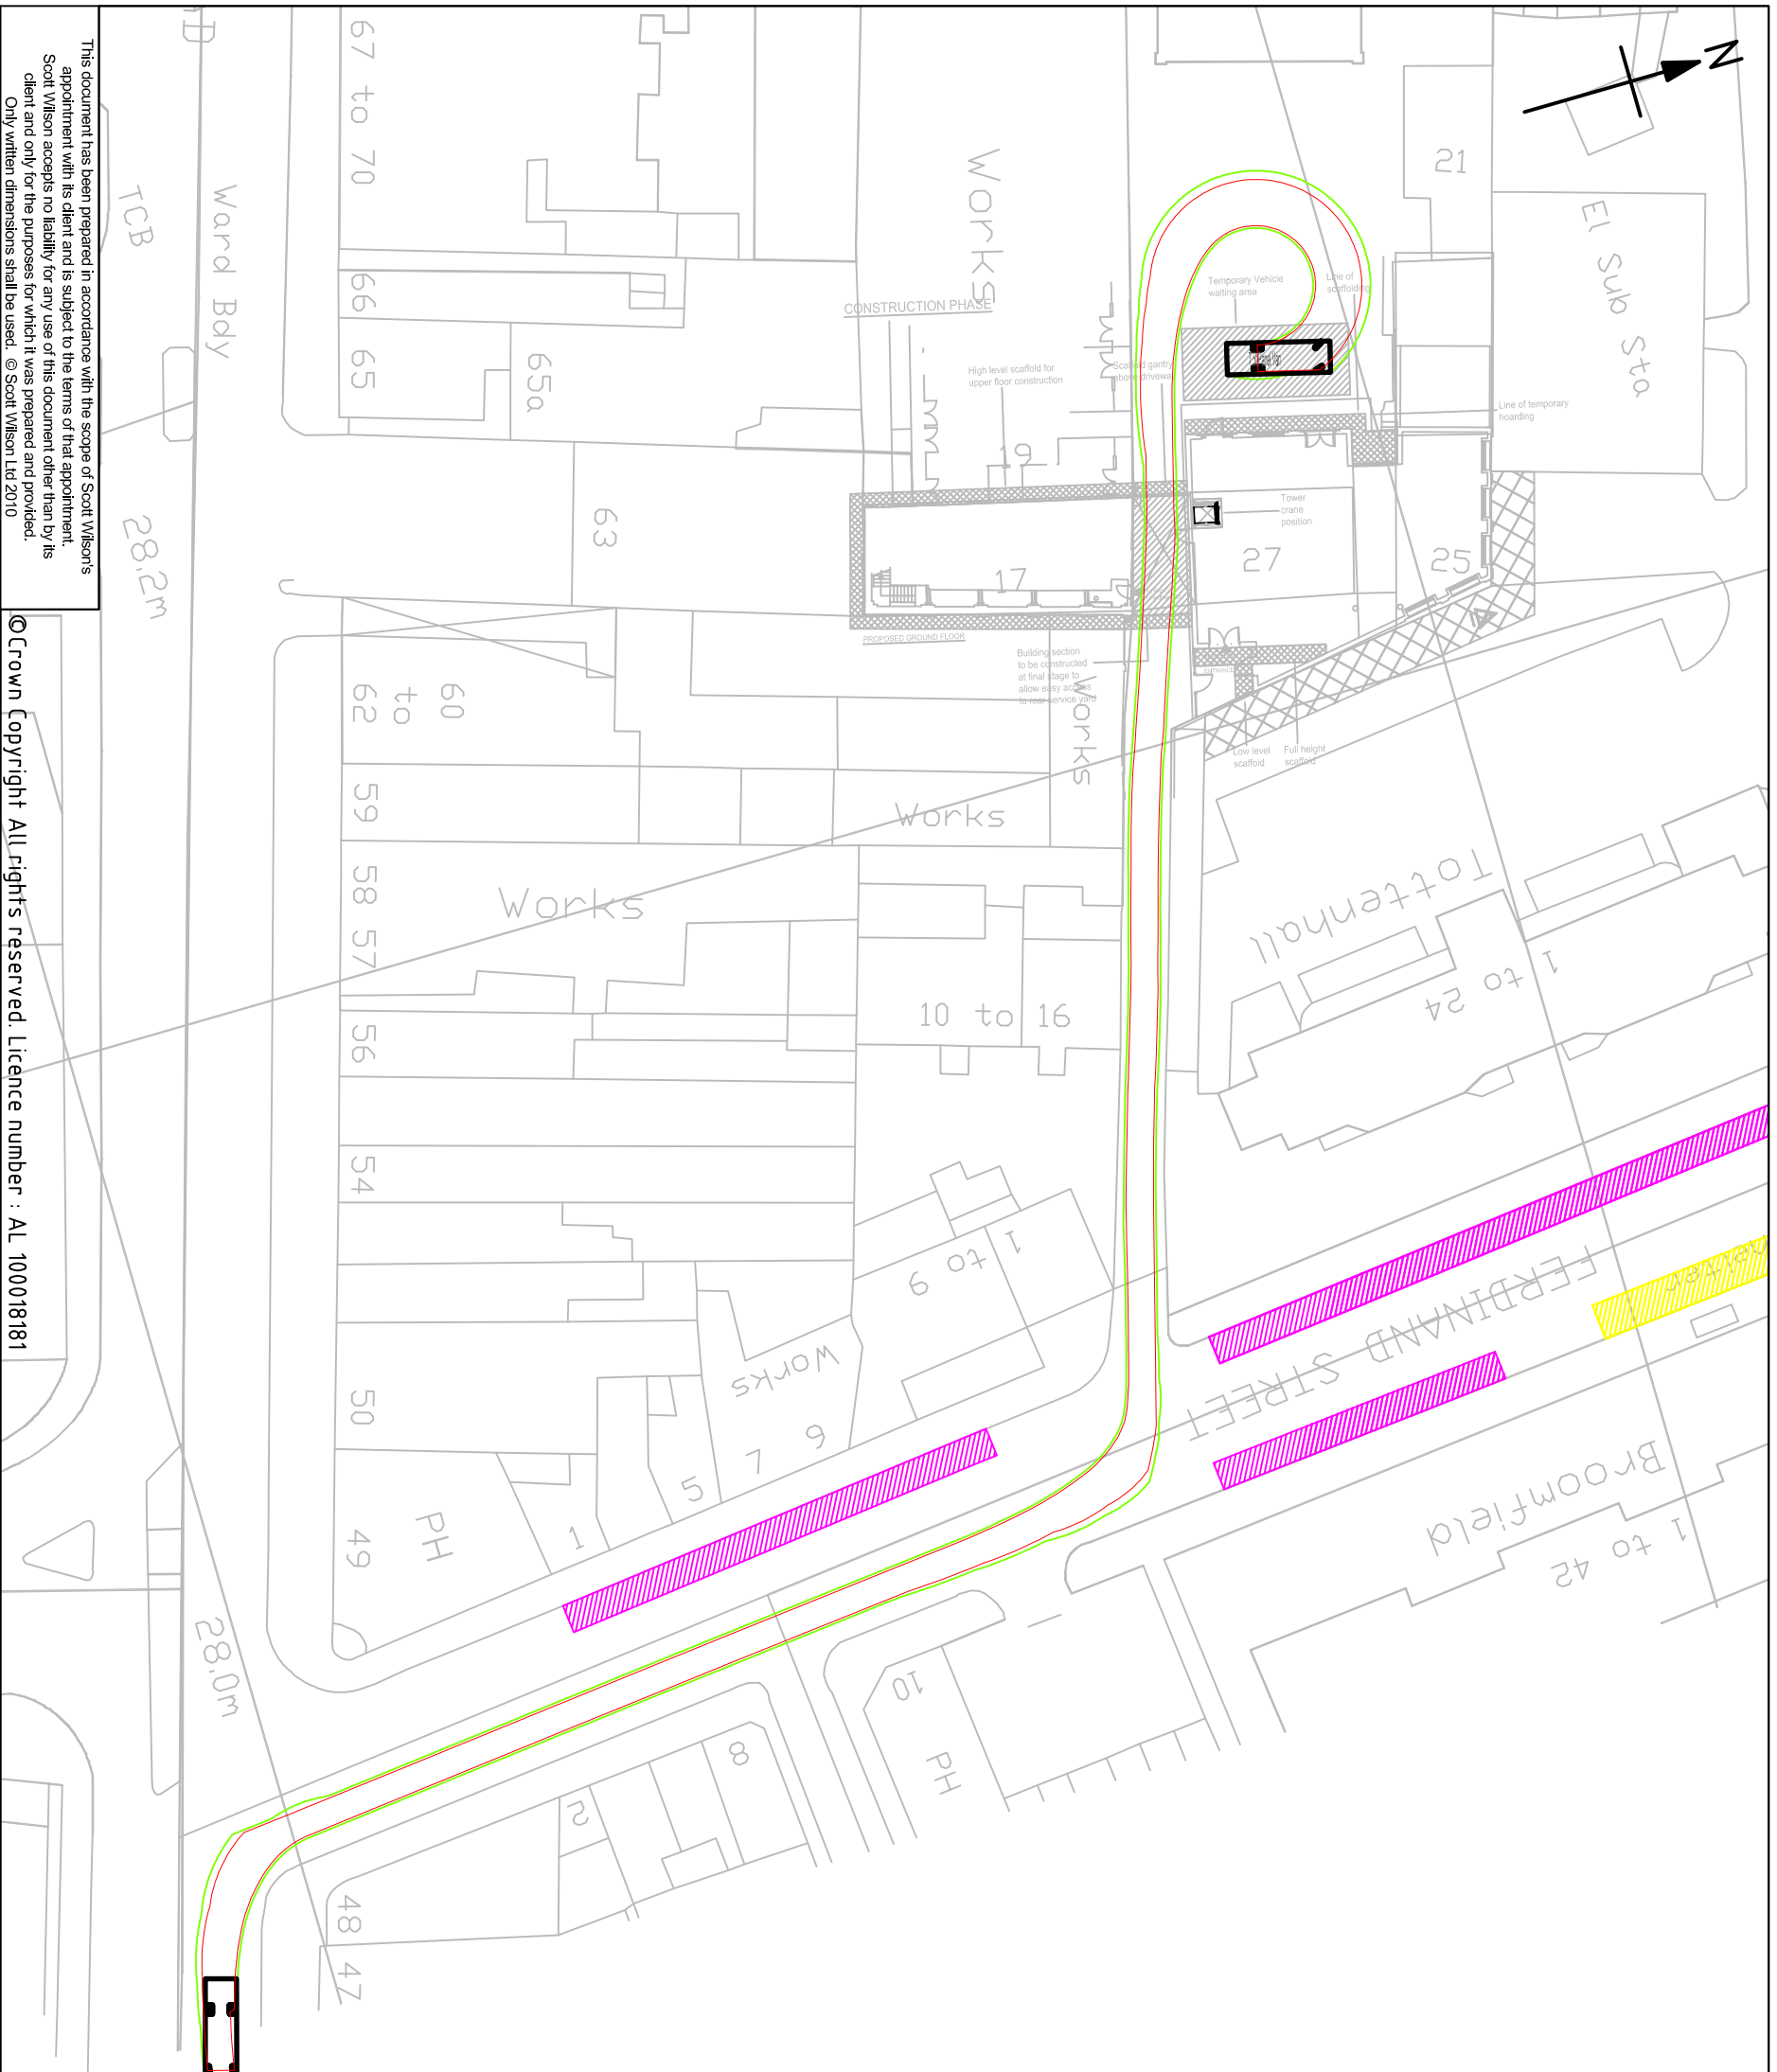 N
21
El Sub Sta
67 to 70
Works
TCB
Ward Bdy
66
65
65a
CONSTRUCTION PHASE
Temporary Vehicle
waiting area
Line of
scaffolding
High level scaffold for
upper floor construction
Scaffold gantry
above driveway
Line of temporary
hoarding
19
63
17
27
25
Tower
crane
position
28.2m
PROPOSED GROUND FLOOR
Building section
to be constructed
at final stage to
allow easy access
to rear service yard
ENTRANCE
Low level
scaffold
Full height
scaffold
60
to
62
Works
59
Works
58
57
Works
10 to 16
56
Tottenhall
1 to 24
54
1 to 9
Works
FERDINAND STREET
50
5
7
9
Broomfield
1 to 42
49
PH
1
28.0m
10
PH
8
2
48
47
This document has been prepared in accordance with the scope of Scott Wilson's
appointment with its client and is subject to the terms of that appointment.
Scott Wilson accepts no liability for any use of this document other than by its
client and only for the purposes for which it was prepared and provided.
Only written dimensions shall be used. © Scott Wilson Ltd 2010
©Crown Copyright All rights reserved. Licence number : AL 100018181